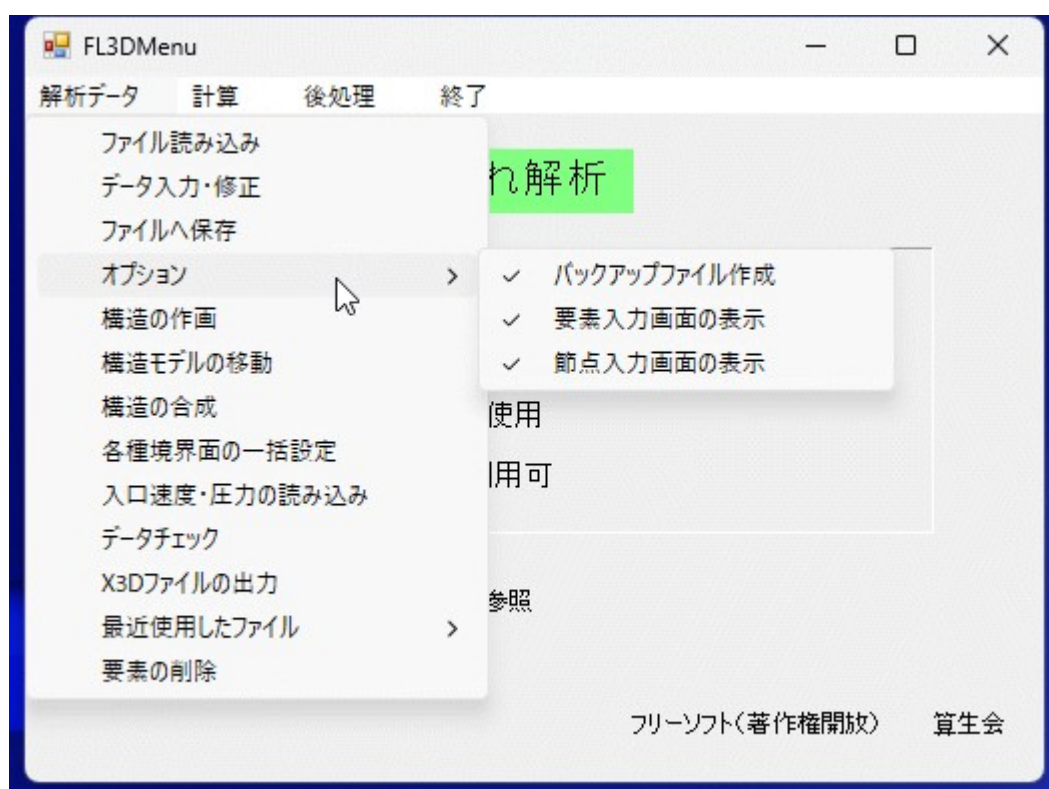 FL3DMenu
解析データ 計算 後処理 終了
ファイル読み込み
データ入力・修正
ファイルへ保存
オプション
構造の作画
構造モデルの移動
構造の合成
各種境界面の一括設定
入口速度・圧力の読み込み
データチェック
X3Dファイルの出力
最近使用したファイル
要素の削除
バックアップファイル作成
要素入力画面の表示
節点入力画面の表示
れ解析
使用
用可
参照
フリーソフト(著作権開放) 算生会